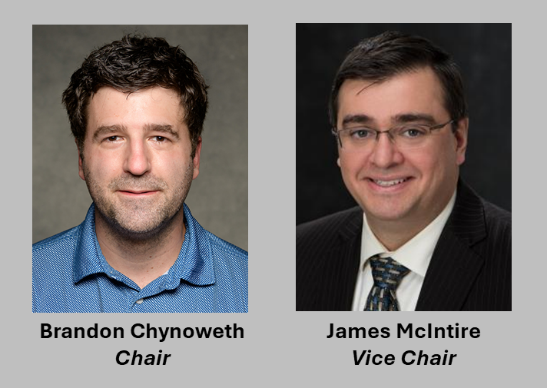 Brandon Chynoweth
Chair
James McIntire
Vice Chair